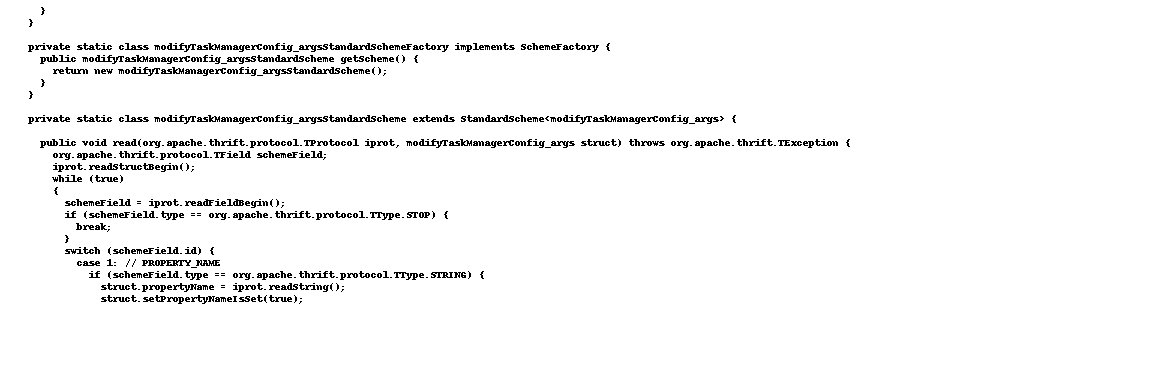 }
}
private static class modifyTaskManagerConfig_argsStandardSchemeFactory implements SchemeFactory {
public modifyTaskManagerConfig_argsStandardScheme getScheme() {
return new modifyTaskManagerConfig_argsStandardScheme();
}
}
private static class modifyTaskManagerConfig_argsStandardScheme extends StandardScheme<modifyTaskManagerConfig_args> {
public void read(org.apache.thrift.protocol.TProtocol iprot, modifyTaskManagerConfig_args struct) throws org.apache.thrift.TException {
org.apache.thrift.protocol.TField schemeField;
iprot.readStructBegin();
while (true)
{
schemeField = iprot.readFieldBegin();
if (schemeField.type == org.apache.thrift.protocol.TType.STOP) {
break;
}
switch (schemeField.id) {
case 1: // PROPERTY_NAME
if (schemeField.type == org.apache.thrift.protocol.TType.STRING) {
struct.propertyName = iprot.readString();
struct.setPropertyNameIsSet(true);